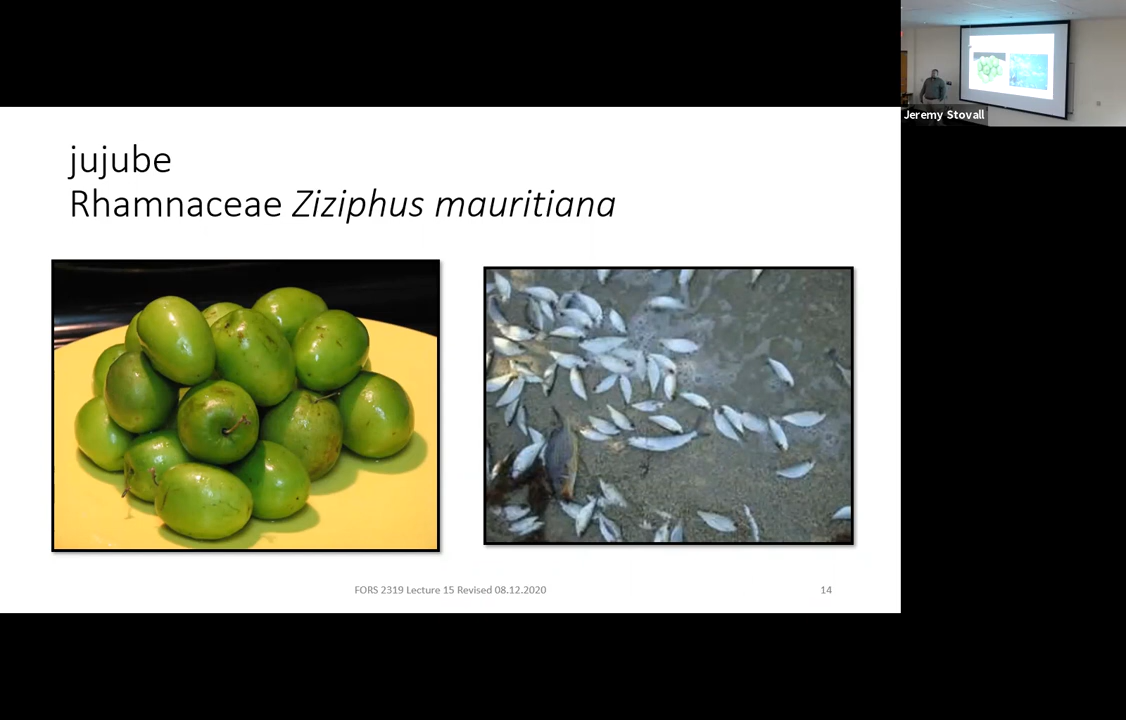 jujube
Rhamnaceae Ziziphus mauritiana
FORS 2319 Lecture 15 Revised 08.12.2020
14
Jeremy Stovall